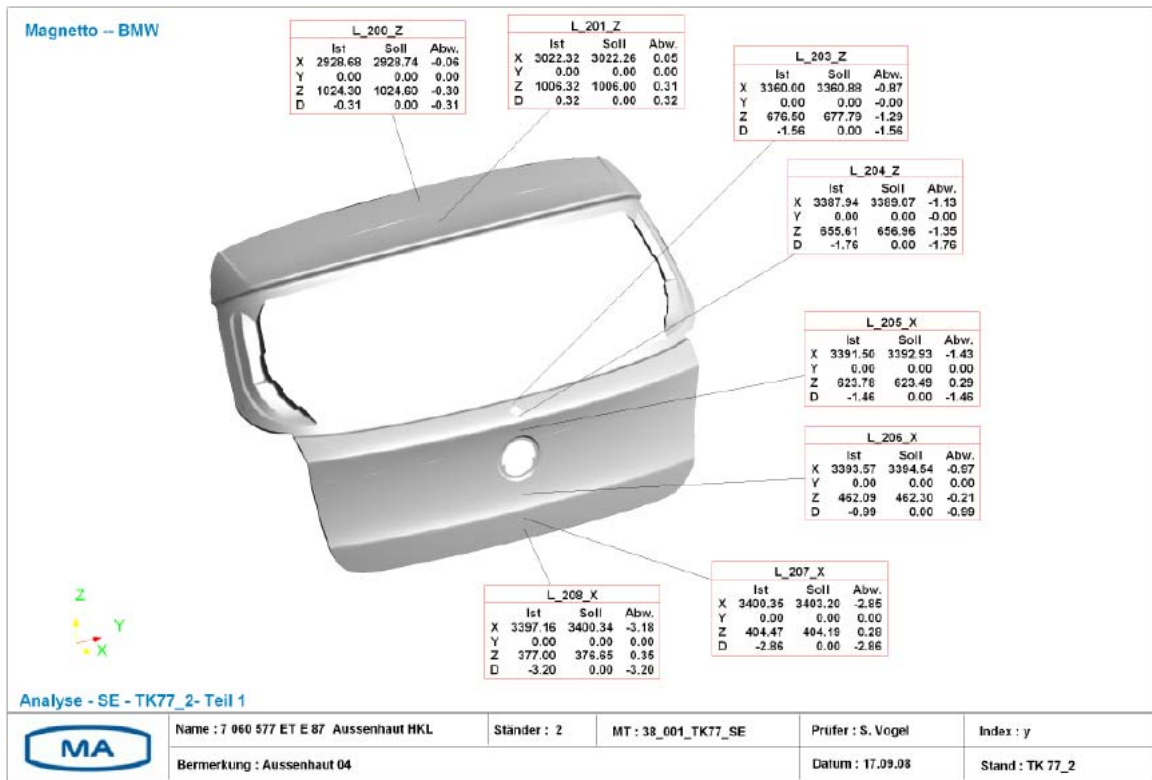 Magnetto -- BMW
L_200_Z
Ist Soll Abw.
X 2928.68 2928.74 -0.06
Y 0.00 0.00 0.00
Z 1024.30 1024.60 -0.30
D -0.31 0.00 -0.31
L_201_Z
Ist Soll Abw.
X 3022.32 3022.26 0.05
Y 0.00 0.00 0.00
Z 1006.32 1006.00 0.31
D 0.32 0.00 0.32
L_203_Z
Ist Soll Abw.
X 3360.00 3360.88 -0.87
Y 0.00 0.00 -0.00
Z 676.50 677.79 -1.29
D -1.56 0.00 -1.56
L_204_Z
Ist Soll Abw.
X 3387.94 3389.07 -1.13
Y 0.00 0.00 -0.00
Z 655.61 656.96 -1.35
D -1.76 0.00 -1.76
L_205_X
Ist Soll Abw.
X 3391.50 3392.93 -1.43
Y 0.00 0.00 0.00
Z 623.78 623.49 0.29
D -1.46 0.00 -1.46
L_206_X
Ist Soll Abw.
X 3393.57 3394.54 -0.97
Y 0.00 0.00 0.00
Z 462.09 462.30 -0.21
D -0.99 0.00 -0.99
L_207_X
Ist Soll Abw.
X 3400.35 3403.20 -2.85
Y 0.00 0.00 0.00
Z 404.47 404.19 0.28
D -2.86 0.00 -2.86
L_208_X
Ist Soll Abw.
X 3397.16 3400.34 -3.18
Y 0.00 0.00 0.00
Z 377.00 376.65 0.35
D -3.20 0.00 -3.20
Z
Y
X
Analyse - SE - TK77_2- Teil 1
MA
Name : 7 060 577 ET E 87 Aussenhaut HKL
Ständer : 2
MT : 38_001_TK77_SE
Prüfer : S. Vogel
Index : y
Bermerkung : Aussenhaut 04
Datum : 17.09.08
Stand : TK 77_2